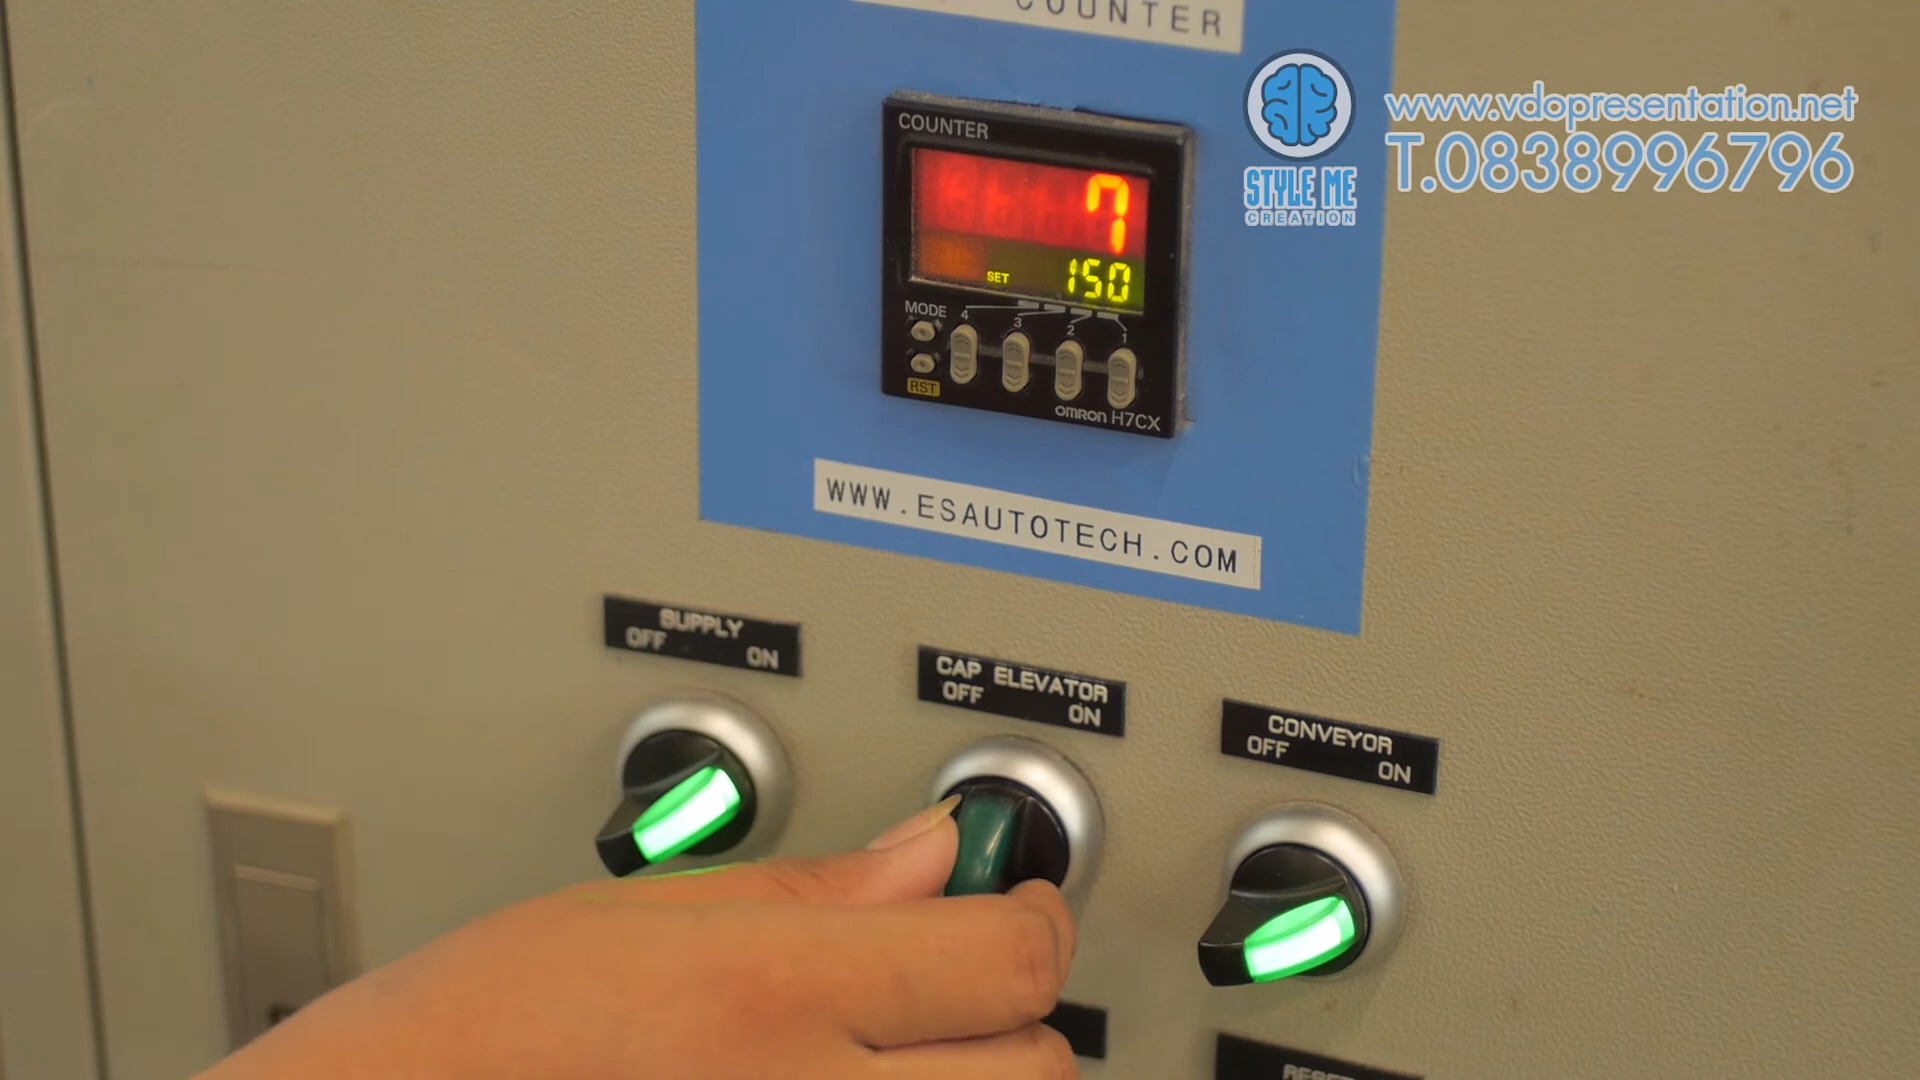 COUNTER
COUNTER
7
SET 150
MODE
4 3 2 1
RST
OMRON H7CX
WWW.ESAUTOTECH.COM
SUPPLY
OFF ON
CAP ELEVATOR
OFF ON
CONVEYOR
OFF ON
STYLE ME
CREATION
www.vdopresentation.net
T.0838996796